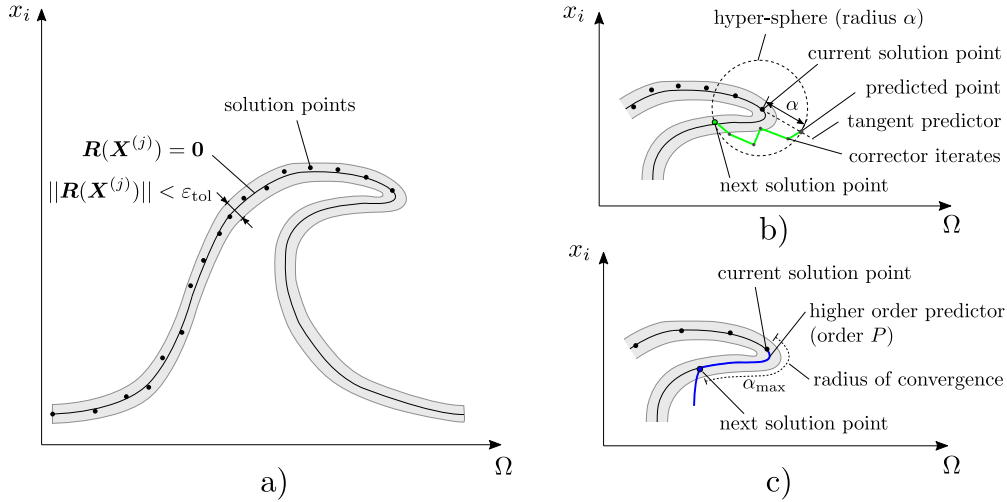 x_i
solution points
R(X^(j)) = 0
||R(X^(j))|| < ε_tol
Ω
a)
x_i
hyper-sphere (radius α)
current solution point
predicted point
α
tangent predictor
corrector iterates
next solution point
Ω
b)
x_i
current solution point
higher order predictor
(order P)
α_max
radius of convergence
next solution point
Ω
c)